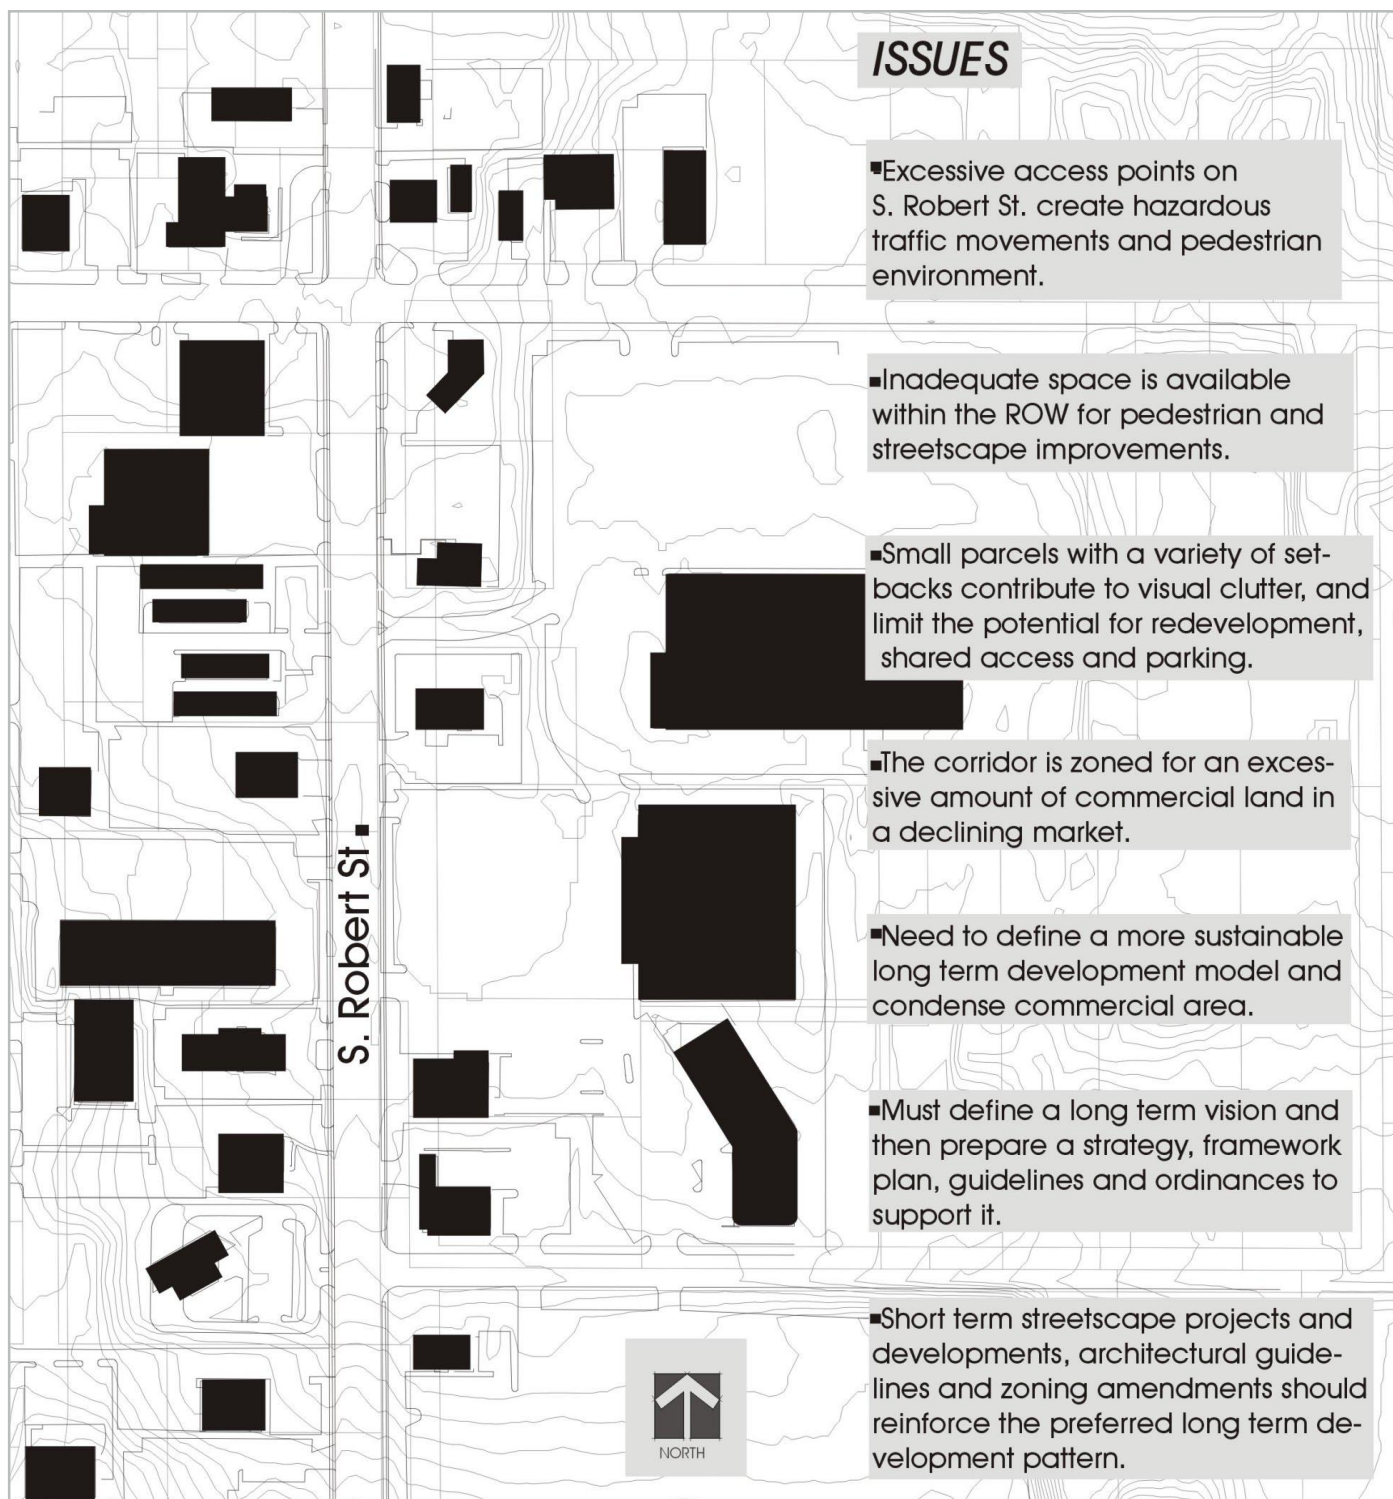 ISSUES
▪Excessive access points on
S. Robert St. create hazardous
traffic movements and pedestrian
environment.
▪Inadequate space is available
within the ROW for pedestrian and
streetscape improvements.
▪Small parcels with a variety of set-
backs contribute to visual clutter, and
limit the potential for redevelopment,
shared access and parking.
▪The corridor is zoned for an exces-
sive amount of commercial land in
a declining market.
S. Robert St.
▪Need to define a more sustainable
long term development model and
condense commercial area.
▪Must define a long term vision and
then prepare a strategy, framework
plan, guidelines and ordinances to
support it.
▪Short term streetscape projects and
developments, architectural guide-
lines and zoning amendments should
reinforce the preferred long term de-
velopment pattern.
NORTH